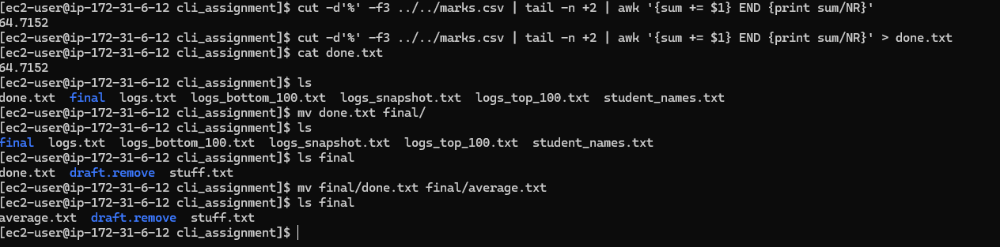 [ec2-user@ip-172-31-6-12 cli_assignment]$ cut -d'%' -f3 ../../marks.csv | tail -n +2 | awk '{sum += $1} END {print sum/NR}'
64.7152
[ec2-user@ip-172-31-6-12 cli_assignment]$ cut -d'%' -f3 ../../marks.csv | tail -n +2 | awk '{sum += $1} END {print sum/NR}' > done.txt
[ec2-user@ip-172-31-6-12 cli_assignment]$ cat done.txt
64.7152
[ec2-user@ip-172-31-6-12 cli_assignment]$ ls
done.txt  final  logs.txt  logs_bottom_100.txt  logs_snapshot.txt  logs_top_100.txt  student_names.txt
[ec2-user@ip-172-31-6-12 cli_assignment]$ mv done.txt final/
[ec2-user@ip-172-31-6-12 cli_assignment]$ ls
final  logs.txt  logs_bottom_100.txt  logs_snapshot.txt  logs_top_100.txt  student_names.txt
[ec2-user@ip-172-31-6-12 cli_assignment]$ ls final
done.txt  draft.remove  stuff.txt
[ec2-user@ip-172-31-6-12 cli_assignment]$ mv final/done.txt final/average.txt
[ec2-user@ip-172-31-6-12 cli_assignment]$ ls final
average.txt  draft.remove  stuff.txt
[ec2-user@ip-172-31-6-12 cli_assignment]$